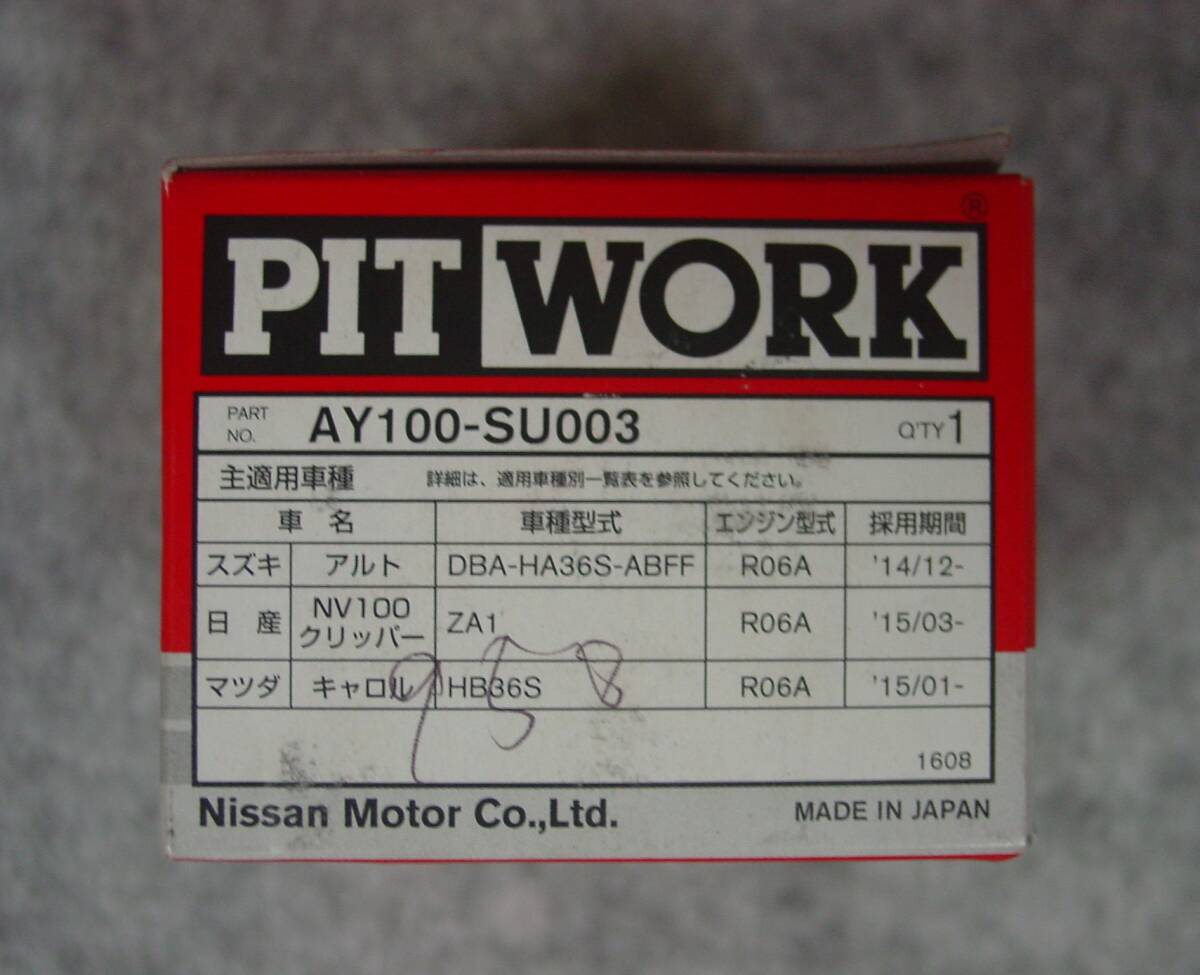 ®
PIT WORK
PART NO. AY100-SU003 Q'TY 1
主適用車種 詳細は、適用車種別一覧表を参照してください。
車 名 車種型式 エンジン型式 採用期間
スズキ アルト DBA-HA36S-ABFF R06A '14/12-
日 産 NV100 クリッパー ZA1 R06A '15/03-
マツダ キャロル HB36S R06A '15/01-
958
1608
Nissan Motor Co.,Ltd. MADE IN JAPAN